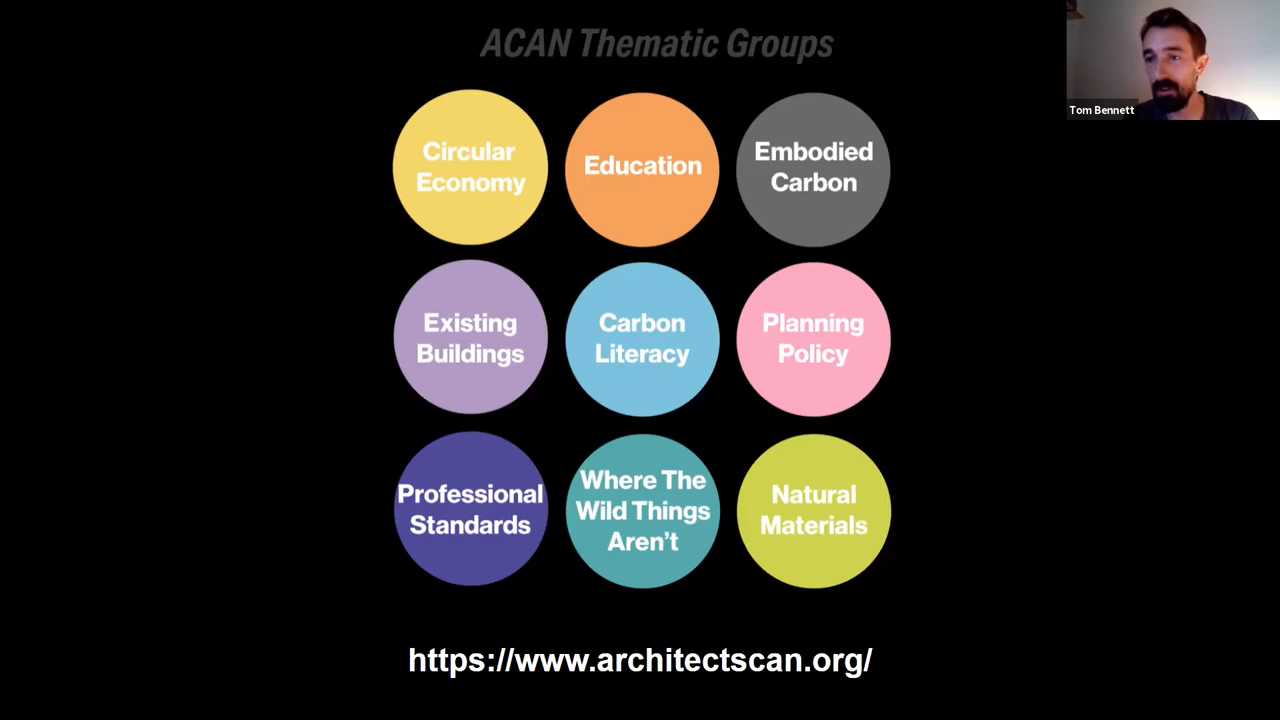 ACAN Thematic Groups
Tom Bennett
Circular
Economy
Education
Embodied
Carbon
Existing
Buildings
Carbon
Literacy
Planning
Policy
Professional
Standards
Where The
Wild Things
Aren't
Natural
Materials
https://www.architectscan.org/